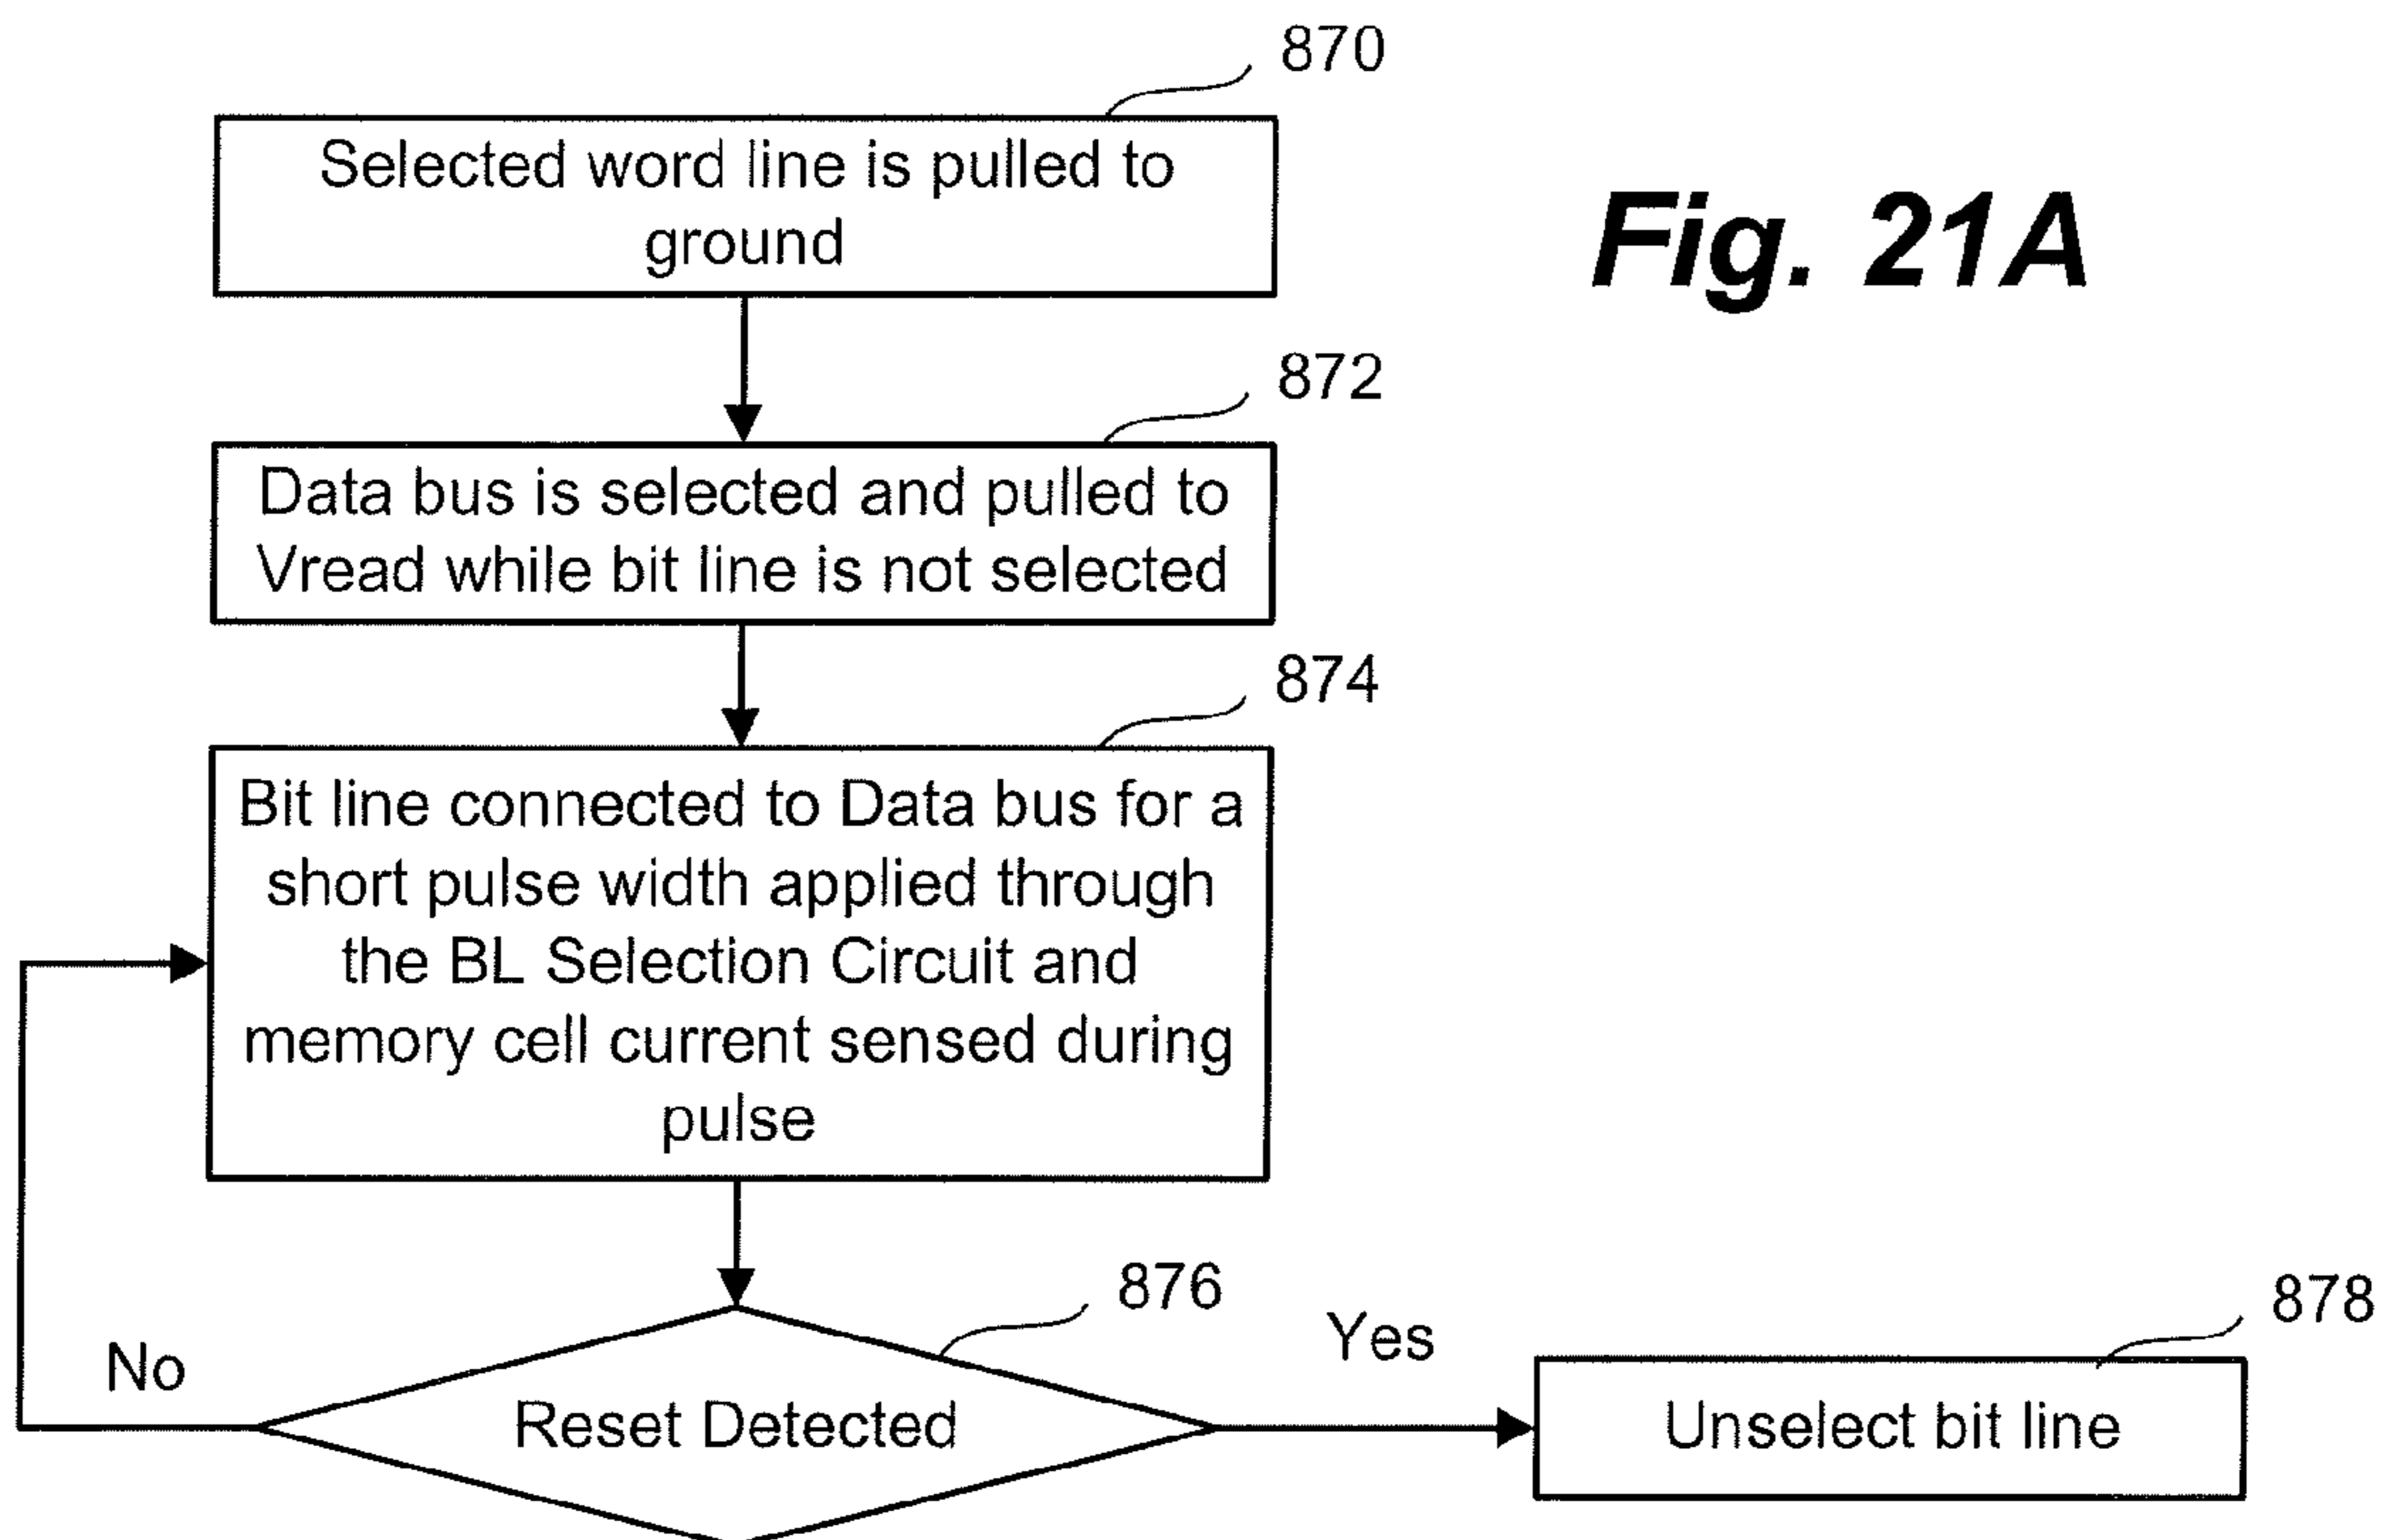 870
Selected word line is pulled to
ground
Fig. 21A
872
Data bus is selected and pulled to
Vread while bit line is not selected
874
Bit line connected to Data bus for a
short pulse width applied through
the BL Selection Circuit and
memory cell current sensed during
pulse
876
878
No
Yes
Reset Detected
Unselect bit line